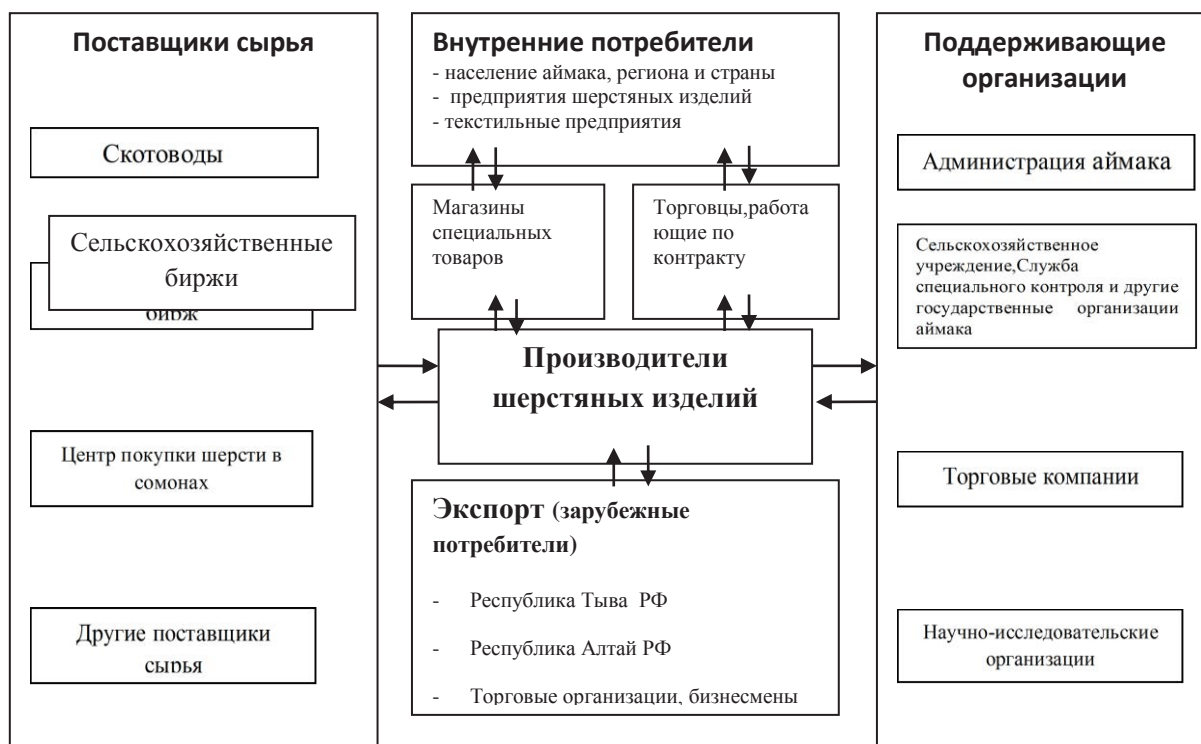 Поставщики сырья
Скотоводы
Сельскохозяйственные
биржи
бирж
Центр покупки шерсти в
сомонах
Другие поставщики
сырья
Внутренние потребители
- население аймака, региона и страны
- предприятия шерстяных изделий
- текстильные предприятия
Магазины
специальных
товаров
Торговцы,работа
ющие по
контракту
Производители
шерстяных изделий
Экспорт (зарубежные
потребители)
- Республика Тыва РФ
- Республика Алтай РФ
- Торговые организации, бизнесмены
Поддерживающие
организации
Администрация аймака
Сельскохозяйственное
учреждение,Служба
специального контроля и другие
государственные организации
аймака
Торговые компании
Научно-исследовательские
организации